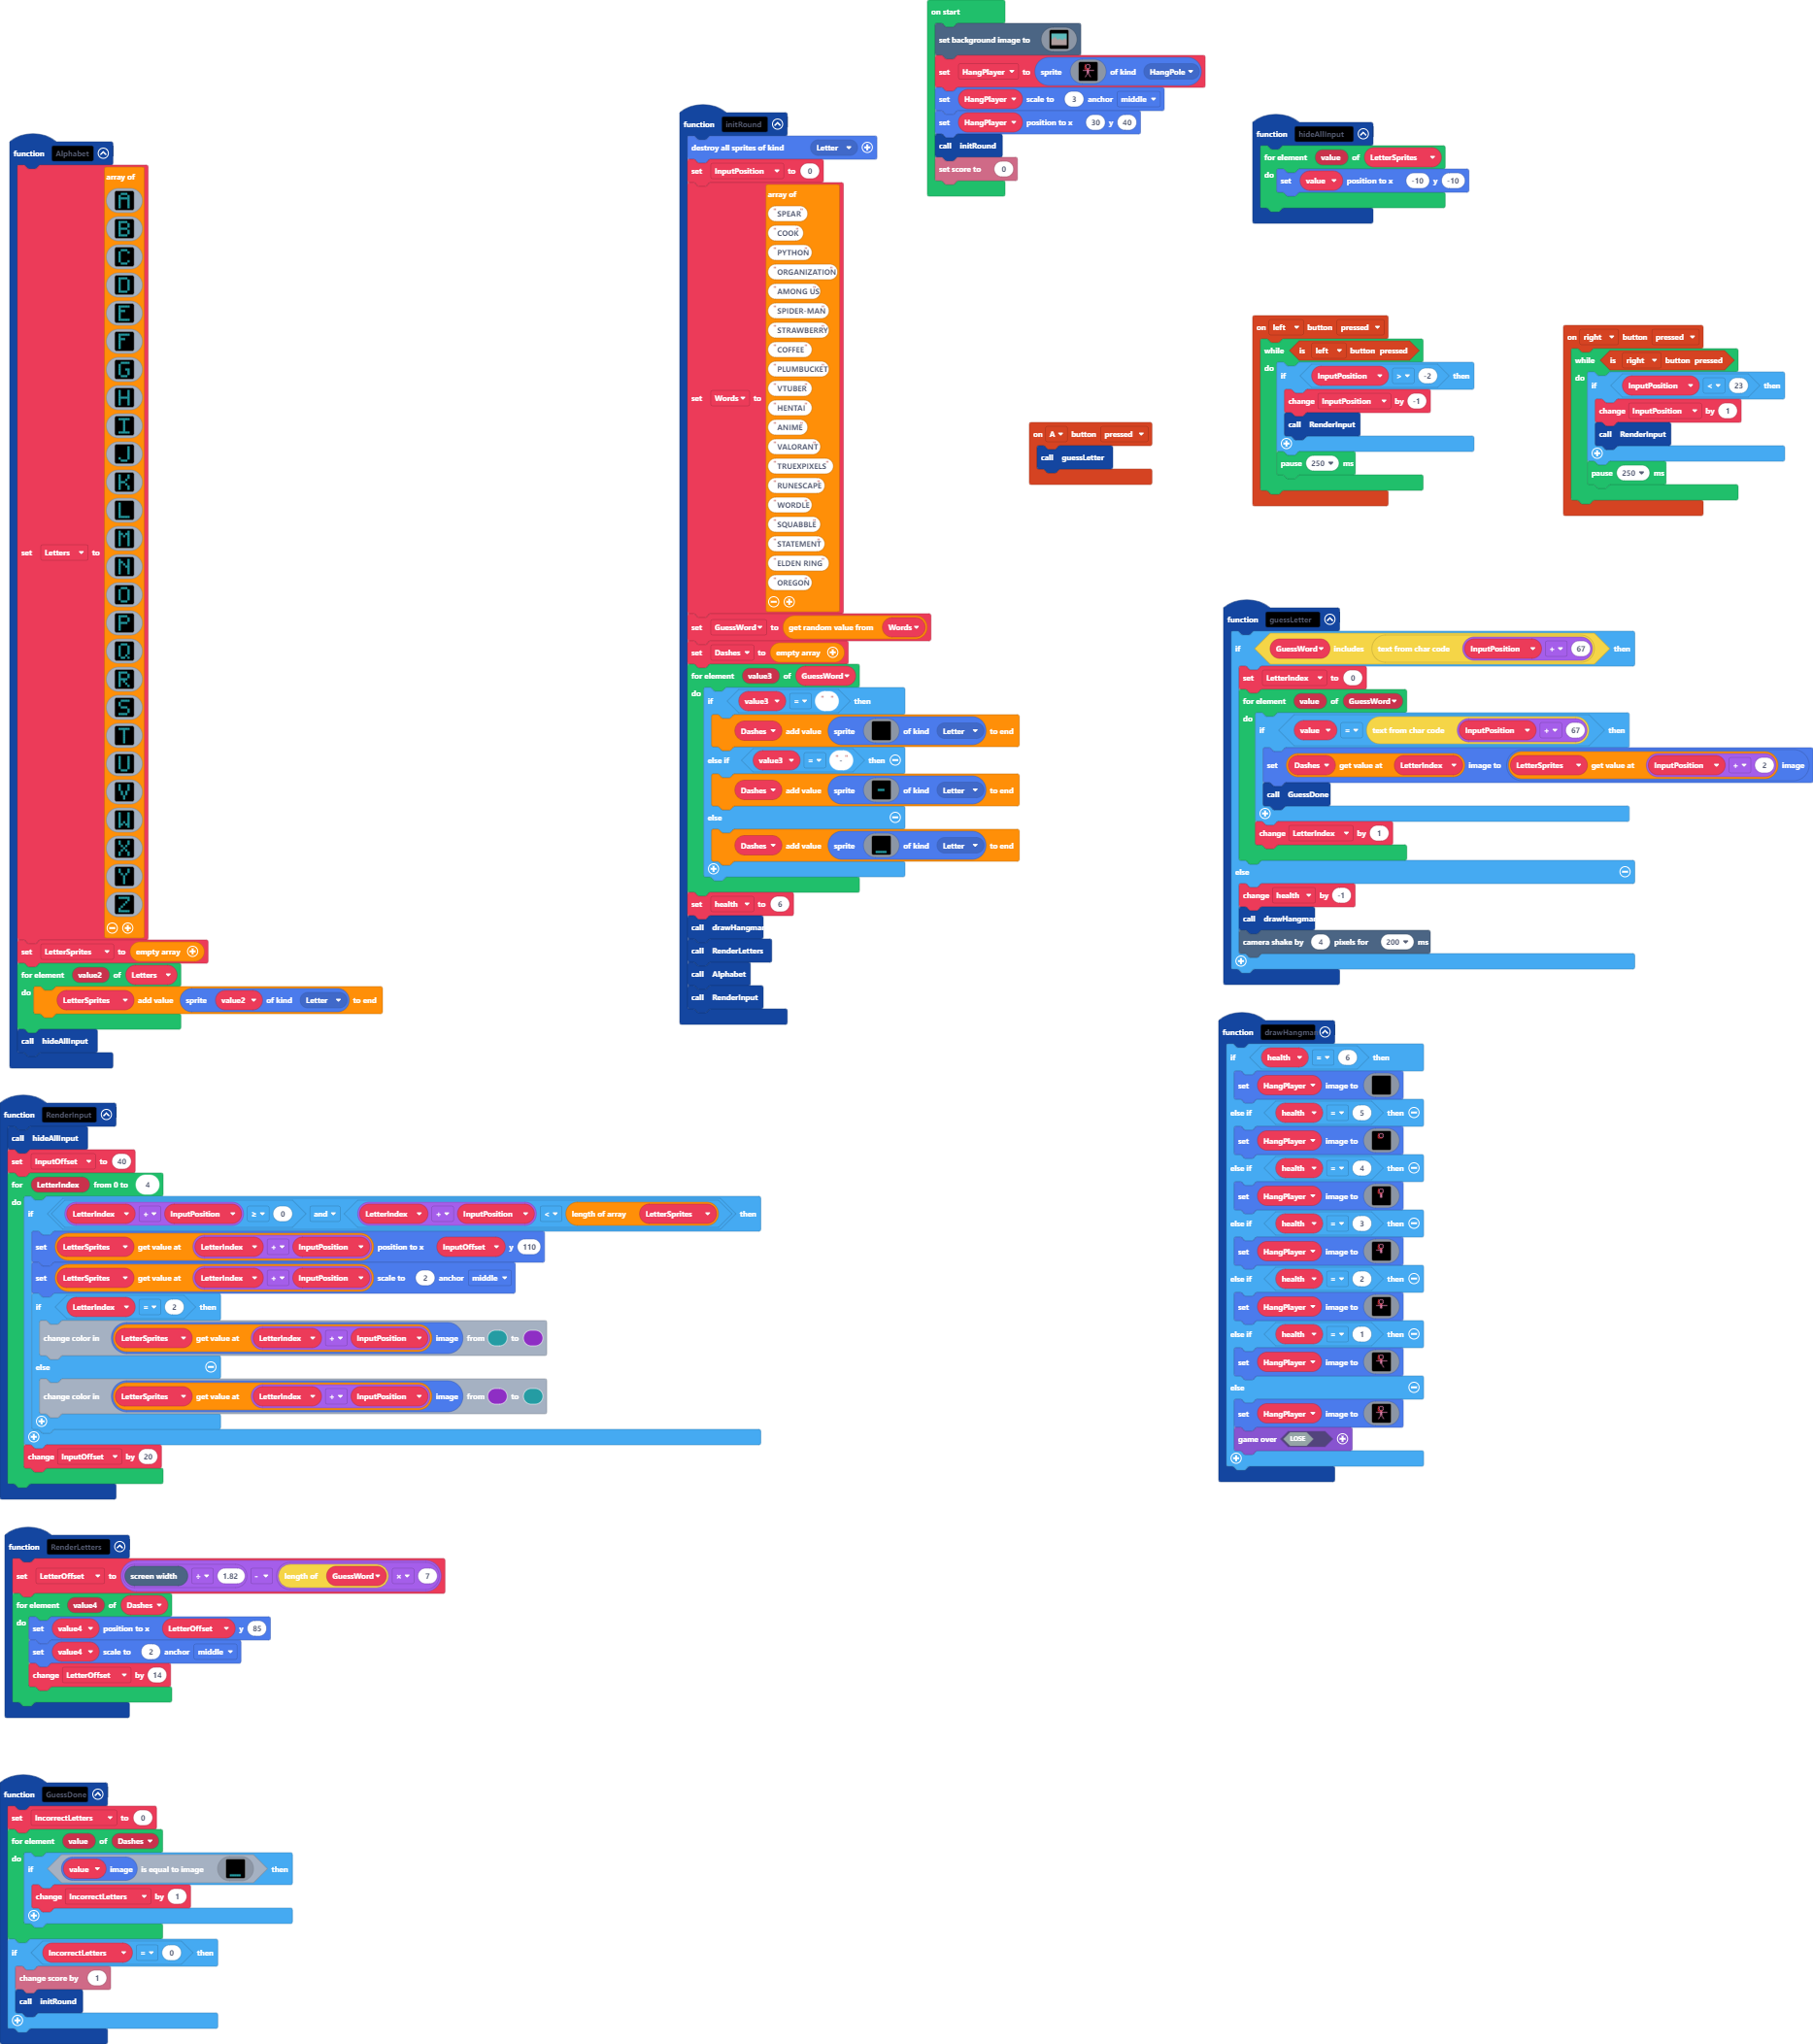 on start
set background image to
set HangPlayer to sprite of kind HangPole
set HangPlayer scale to 3 anchor middle
set HangPlayer position to x 30 y 40
call initRound
set score to 0
function Alphabet
array of
A
B
C
D
E
F
G
H
I
J
K
L
M
N
O
P
Q
R
S
T
U
V
W
X
Y
Z
set Letters to
set LetterSprites to empty array
for element value2 of Letters
do
LetterSprites add value sprite value2 of kind Letter to end
call hideAllInput
function initRound
destroy all sprites of kind Letter
set InputPosition to 0
array of
"SPEAR"
"COOK"
"PYTHON"
"ORGANIZATION"
"AMONG US"
"SPIDER-MAN"
"STRAWBERRY"
"COFFEE"
"PLUMBUCKET"
"VTUBER"
"HENTAI"
"ANIME"
"VALORANT"
"TRUEXPIXELS"
"RUNESCAPE"
"WORDLE"
"SQUABBLE"
"STATEMENT"
"ELDEN RING"
"OREGON"
set Words to
set GuessWord to get random value from Words
set Dashes to empty array
for element value3 of GuessWord
do
if value3 = " " then
Dashes add value sprite of kind Letter to end
else if value3 = "-" then
Dashes add value sprite of kind Letter to end
else
Dashes add value sprite of kind Letter to end
set health to 6
call drawHangman
call RenderLetters
call Alphabet
call RenderInput
function hideAllInput
for element value of LetterSprites
do
set value position to x -10 y -10
on left button pressed
while is left button pressed
do
if InputPosition > -2 then
change InputPosition by -1
call RenderInput
pause 250 ms
on right button pressed
while is right button pressed
do
if InputPosition < 23 then
change InputPosition by 1
call RenderInput
pause 250 ms
on A button pressed
call guessLetter
function guessLetter
if GuessWord includes text from char code InputPosition + 67 then
set LetterIndex to 0
for element value of GuessWord
do
if value = text from char code InputPosition + 67 then
set Dashes get value at LetterIndex image to LetterSprites get value at InputPosition + 2 image
call GuessDone
change LetterIndex by 1
else
change health by -1
call drawHangman
camera shake by 4 pixels for 200 ms
function drawHangman
if health = 6 then
set HangPlayer image to
else if health = 5 then
set HangPlayer image to
else if health = 4 then
set HangPlayer image to
else if health = 3 then
set HangPlayer image to
else if health = 2 then
set HangPlayer image to
else if health = 1 then
set HangPlayer image to
else
set HangPlayer image to
game over LOSE
function RenderInput
call hideAllInput
set InputOffset to 40
for LetterIndex from 0 to 4
do
if LetterIndex + InputPosition ≥ 0 and LetterIndex + InputPosition < length of array LetterSprites then
set LetterSprites get value at LetterIndex + InputPosition position to x InputOffset y 110
set LetterSprites get value at LetterIndex + InputPosition scale to 2 anchor middle
if LetterIndex = 2 then
change color in LetterSprites get value at LetterIndex + InputPosition image from to
else
change color in LetterSprites get value at LetterIndex + InputPosition image from to
change InputOffset by 20
function RenderLetters
set LetterOffset to screen width ÷ 1.82 - length of GuessWord × 7
for element value4 of Dashes
do
set value4 position to x LetterOffset y 85
set value4 scale to 2 anchor middle
change LetterOffset by 14
function GuessDone
set IncorrectLetters to 0
for element value of Dashes
do
if value image is equal to image then
change IncorrectLetters by 1
if IncorrectLetters = 0 then
change score by 1
call initRound